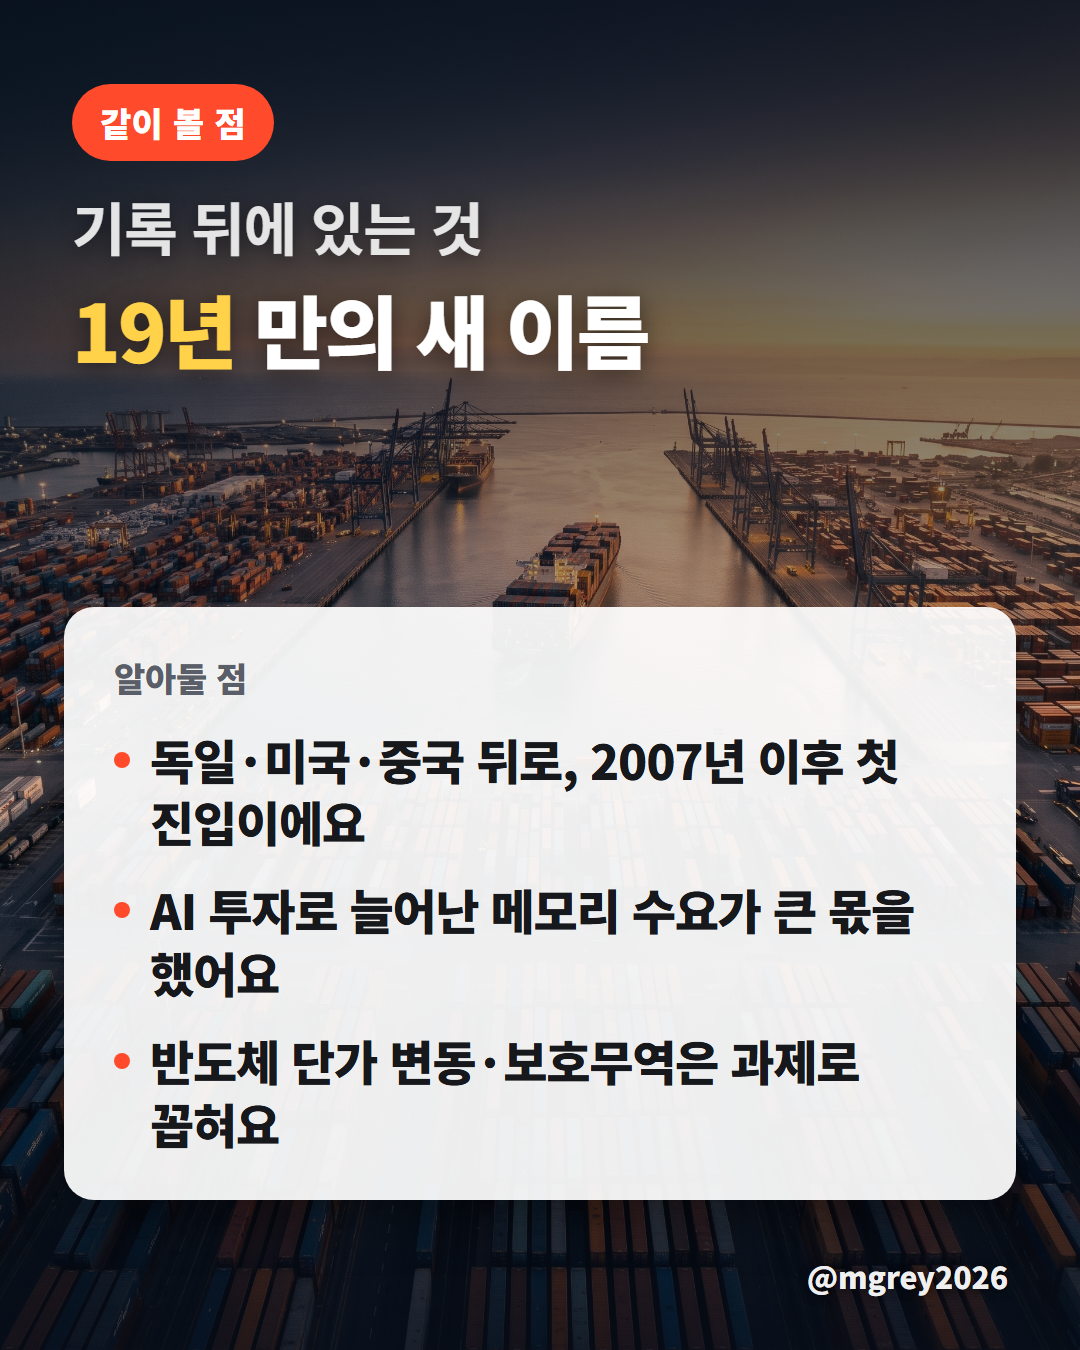 같이 볼 점
기록 뒤에 있는 것
19년 만의 새 이름
알아둘 점
독일·미국·중국 뒤로, 2007년 이후 첫
진입이에요
AI 투자로 늘어난 메모리 수요가 큰 몫을
했어요
반도체 단가 변동·보호무역은 과제로
꼽혀요
@mgrey2026